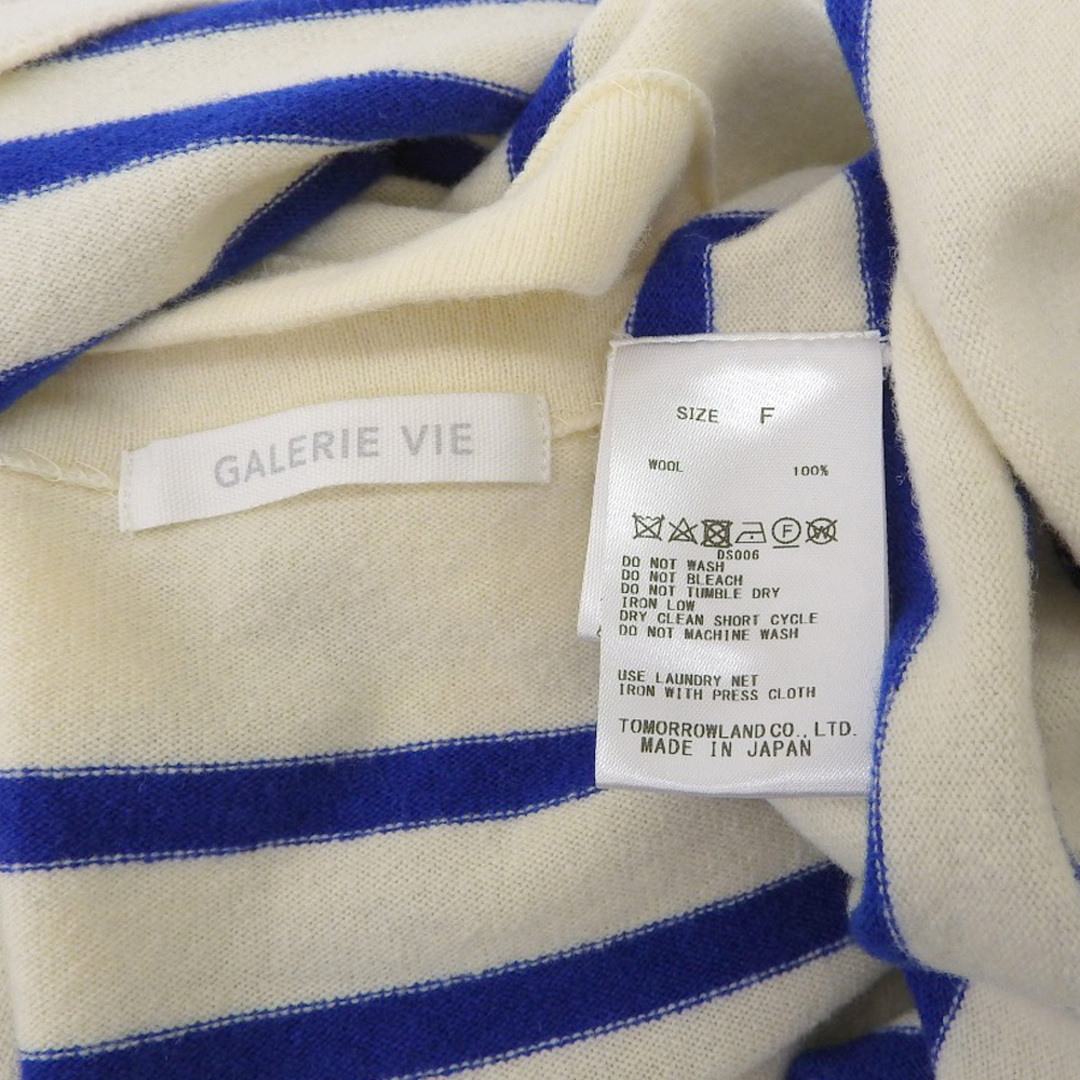 GALERIE VIE
SIZE F
WOOL 100%
F W
DS006
DO NOT WASH
DO NOT BLEACH
DO NOT TUMBLE DRY
IRON LOW
DRY CLEAN SHORT CYCLE
DO NOT MACHINE WASH
USE LAUNDRY NET
IRON WITH PRESS CLOTH
TOMORROWLAND CO., LTD.
MADE IN JAPAN